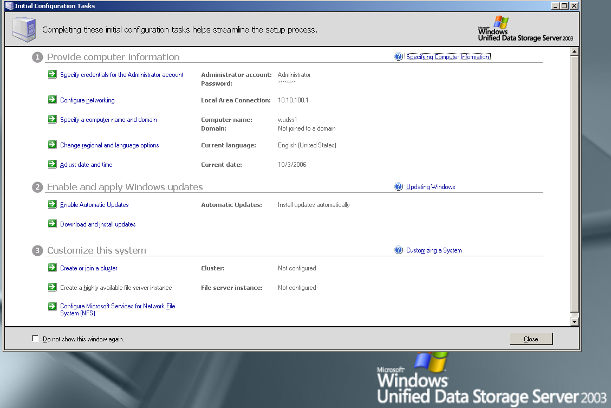 Initial Configuration Tasks
Completing these initial configuration tasks helps streamline the setup process.
Microsoft
Windows
Unified Data Storage Server 2003
1 Provide computer information
Specifying Computer Information
Specify credentials for the Administrator account
Administrator account: Administrator
Password: ********
Configure networking
Local Area Connection: 10.10.100.1
Specify a computer name and domain
Computer name:
Domain: Not joined to a domain
Change regional and language options
Current language: English (United States)
Adjust date and time
Current date: 10/3/2006
2 Enable and apply Windows updates
Updating Windows
Enable Automatic Updates
Automatic Updates: Install updates automatically
Download and install updates
3 Customize this system
Customizing a System
Create or join a cluster
Cluster: Not configured
Create a highly available file server instance
File server instance: Not configured
Configure Microsoft Services for Network File
System (NFS)
Do not show this window again
Close
Microsoft
Windows
Unified Data Storage Server 2003